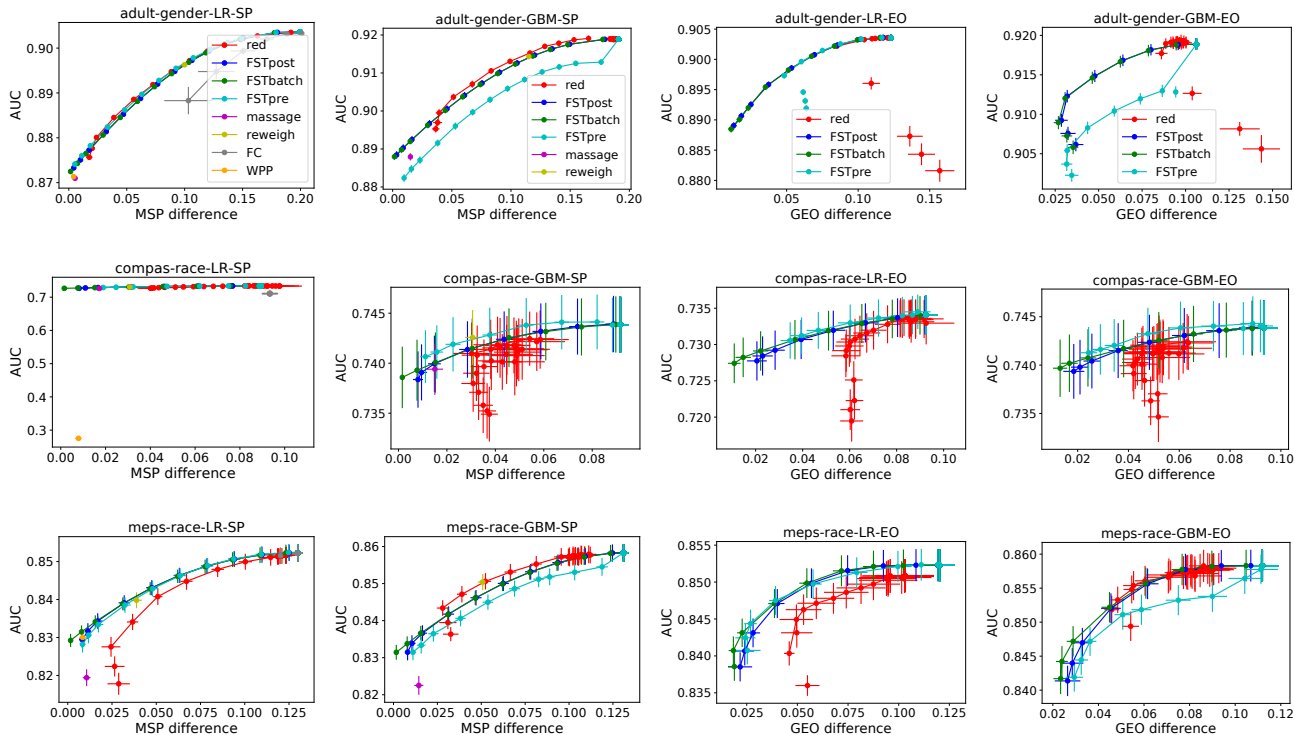 adult-gender-LR-SP
AUC
0.90
0.89
0.88
0.87
0.00 0.05 0.10 0.15 0.20
MSP difference
red
FSTpost
FSTbatch
FSTpre
massage
reweigh
FC
WPP
adult-gender-GBM-SP
AUC
0.92
0.91
0.90
0.89
0.88
0.00 0.05 0.10 0.15 0.20
MSP difference
red
FSTpost
FSTbatch
FSTpre
massage
reweigh
adult-gender-LR-EO
AUC
0.905
0.900
0.895
0.890
0.885
0.880
0.00 0.05 0.10 0.15
GEO difference
red
FSTpost
FSTbatch
FSTpre
adult-gender-GBM-EO
AUC
0.920
0.915
0.910
0.905
0.025 0.050 0.075 0.100 0.125 0.150
GEO difference
red
FSTpost
FSTbatch
FSTpre
compas-race-LR-SP
AUC
0.7
0.6
0.5
0.4
0.3
0.00 0.02 0.04 0.06 0.08 0.10
MSP difference
compas-race-GBM-SP
AUC
0.745
0.740
0.735
0.00 0.02 0.04 0.06 0.08
MSP difference
compas-race-LR-EO
AUC
0.735
0.730
0.725
0.720
0.02 0.04 0.06 0.08 0.10
GEO difference
compas-race-GBM-EO
AUC
0.745
0.740
0.735
0.02 0.04 0.06 0.08 0.10
GEO difference
meps-race-LR-SP
AUC
0.85
0.84
0.83
0.82
0.000 0.025 0.050 0.075 0.100 0.125
MSP difference
meps-race-GBM-SP
AUC
0.86
0.85
0.84
0.83
0.82
0.000 0.025 0.050 0.075 0.100 0.125
MSP difference
meps-race-LR-EO
AUC
0.855
0.850
0.845
0.840
0.835
0.025 0.050 0.075 0.100 0.125
GEO difference
meps-race-GBM-EO
AUC
0.860
0.855
0.850
0.845
0.840
0.02 0.04 0.06 0.08 0.10 0.12
GEO difference